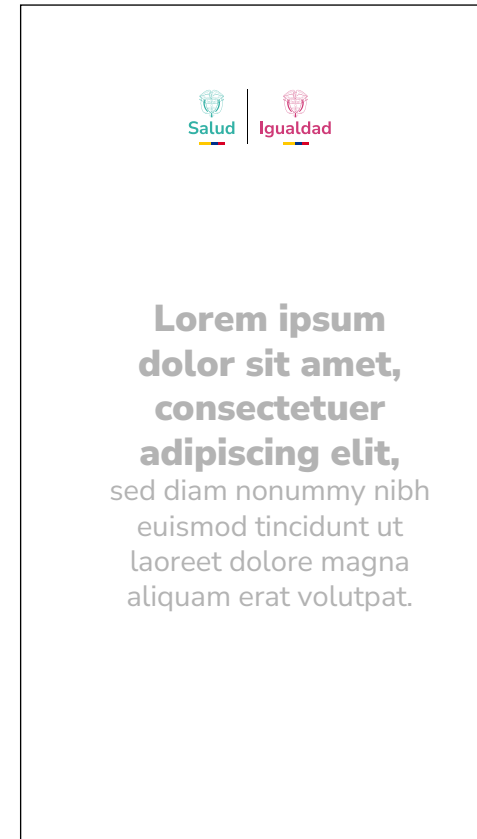 Salud
Igualdad
Lorem ipsum
dolor sit amet,
consectetuer
adipiscing elit,
sed diam nonummy nibh
euismod tincidunt ut
laoreet dolore magna
aliquam erat volutpat.